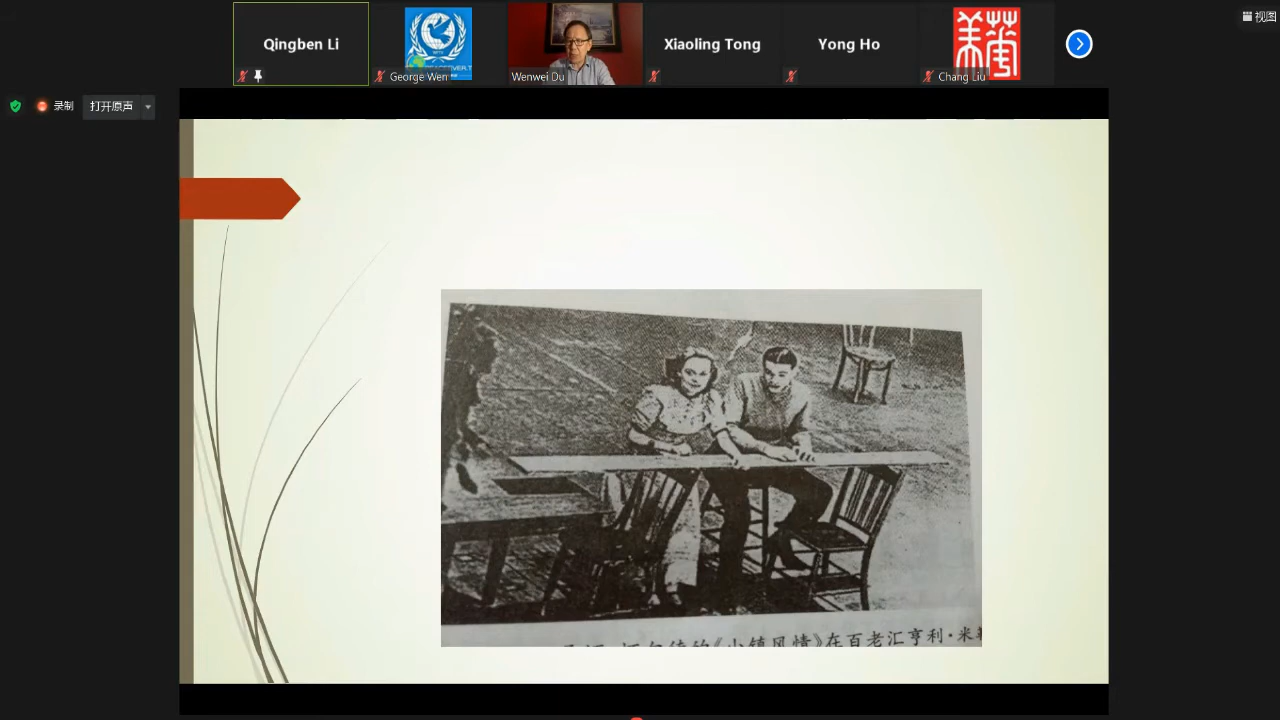 视图
Qingben Li
George Wen
Wenwei Du
Xiaoling Tong
Yong Ho
Chang Liu
录制
打开原声
《小镇风情》在百老汇亨利·米